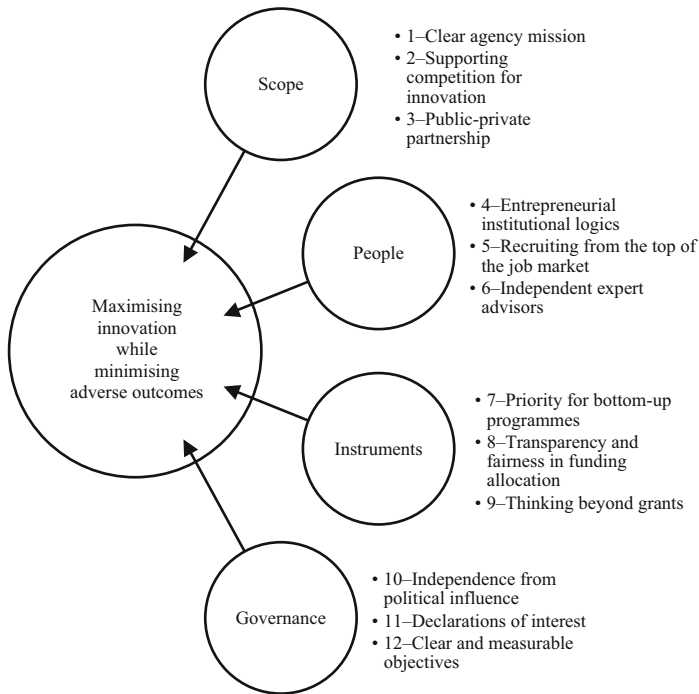 Scope
• 1–Clear agency mission
• 2–Supporting
competition for
innovation
• 3–Public-private
partnership
People
• 4–Entrepreneurial
institutional logics
• 5–Recruiting from the top of
the job market
• 6–Independent expert
advisors
Maximising
innovation
while
minimising
adverse outcomes
Instruments
• 7–Priority for bottom-up
programmes
• 8–Transparency and
fairness in funding
allocation
• 9–Thinking beyond grants
Governance
• 10–Independence from
political influence
• 11–Declarations of interest
• 12–Clear and measurable
objectives